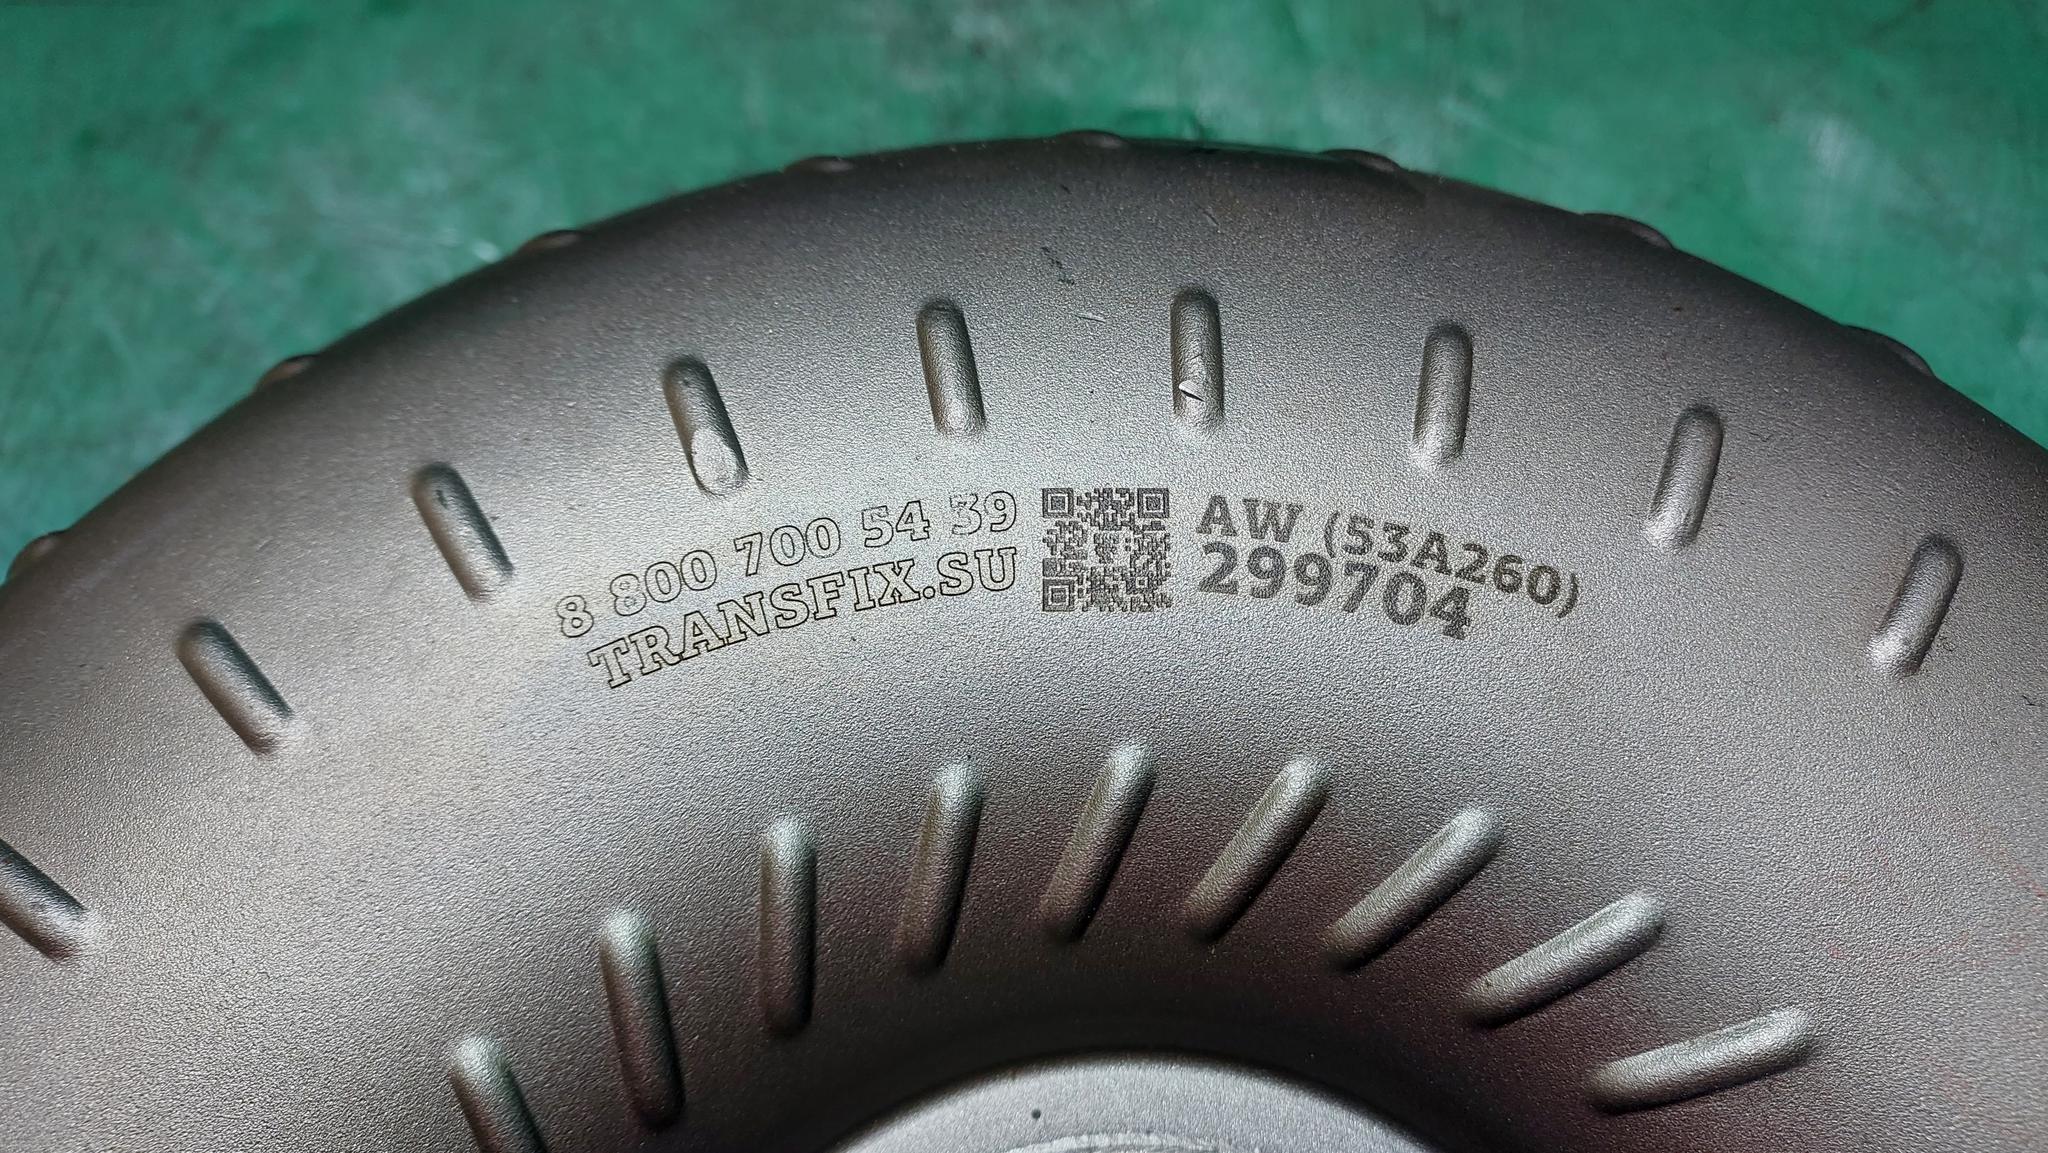 8 800 700 54 39
TRANSFIX.SU
AW (53A260)
299704